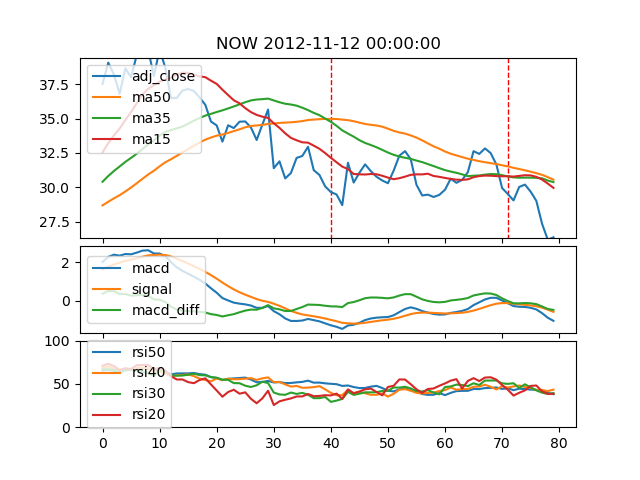 NOW 2012-11-12 00:00:00
37.5
35.0
32.5
30.0
27.5
adj_close
ma50
ma35
ma15
2
0
macd
signal
macd_diff
100
50
0
rsi50
rsi40
rsi30
rsi20
0 10 20 30 40 50 60 70 80